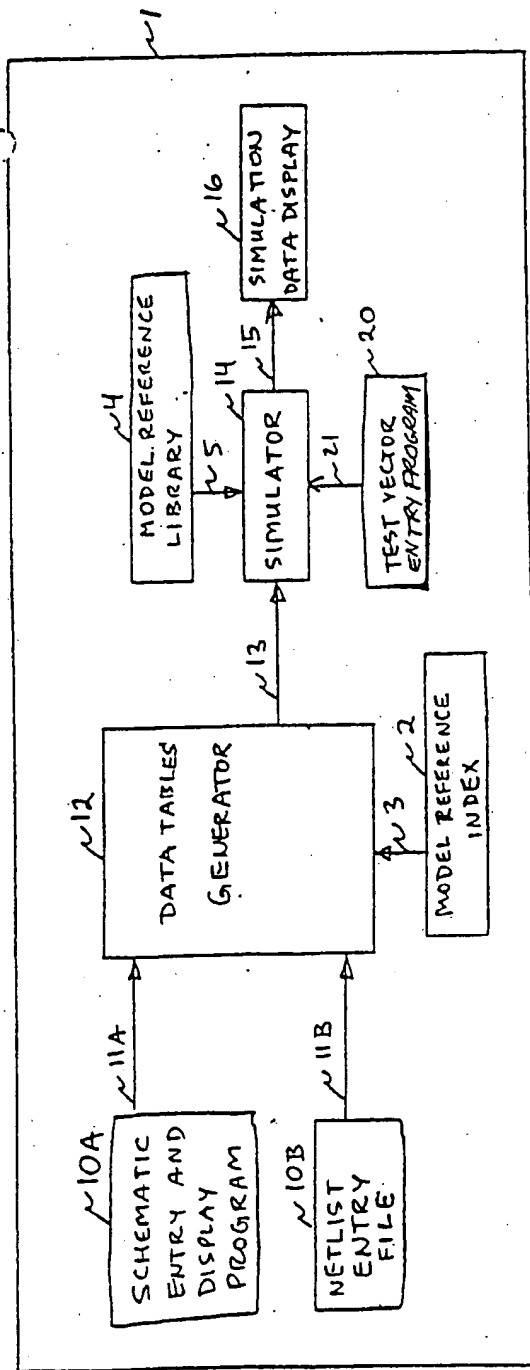 1
10A
SCHEMATIC
ENTRY AND
DISPLAY
PROGRAM
11A
10B
NETLIST
ENTRY
FILE
11B
12
DATA TABLES
GENERATOR
3
2
MODEL REFERENCE
INDEX
13
4
MODEL REFERENCE
LIBRARY
5
14
SIMULATOR
15
16
SIMULATION
DATA DISPLAY
21
20
TEST VECTOR
ENTRY PROGRAM